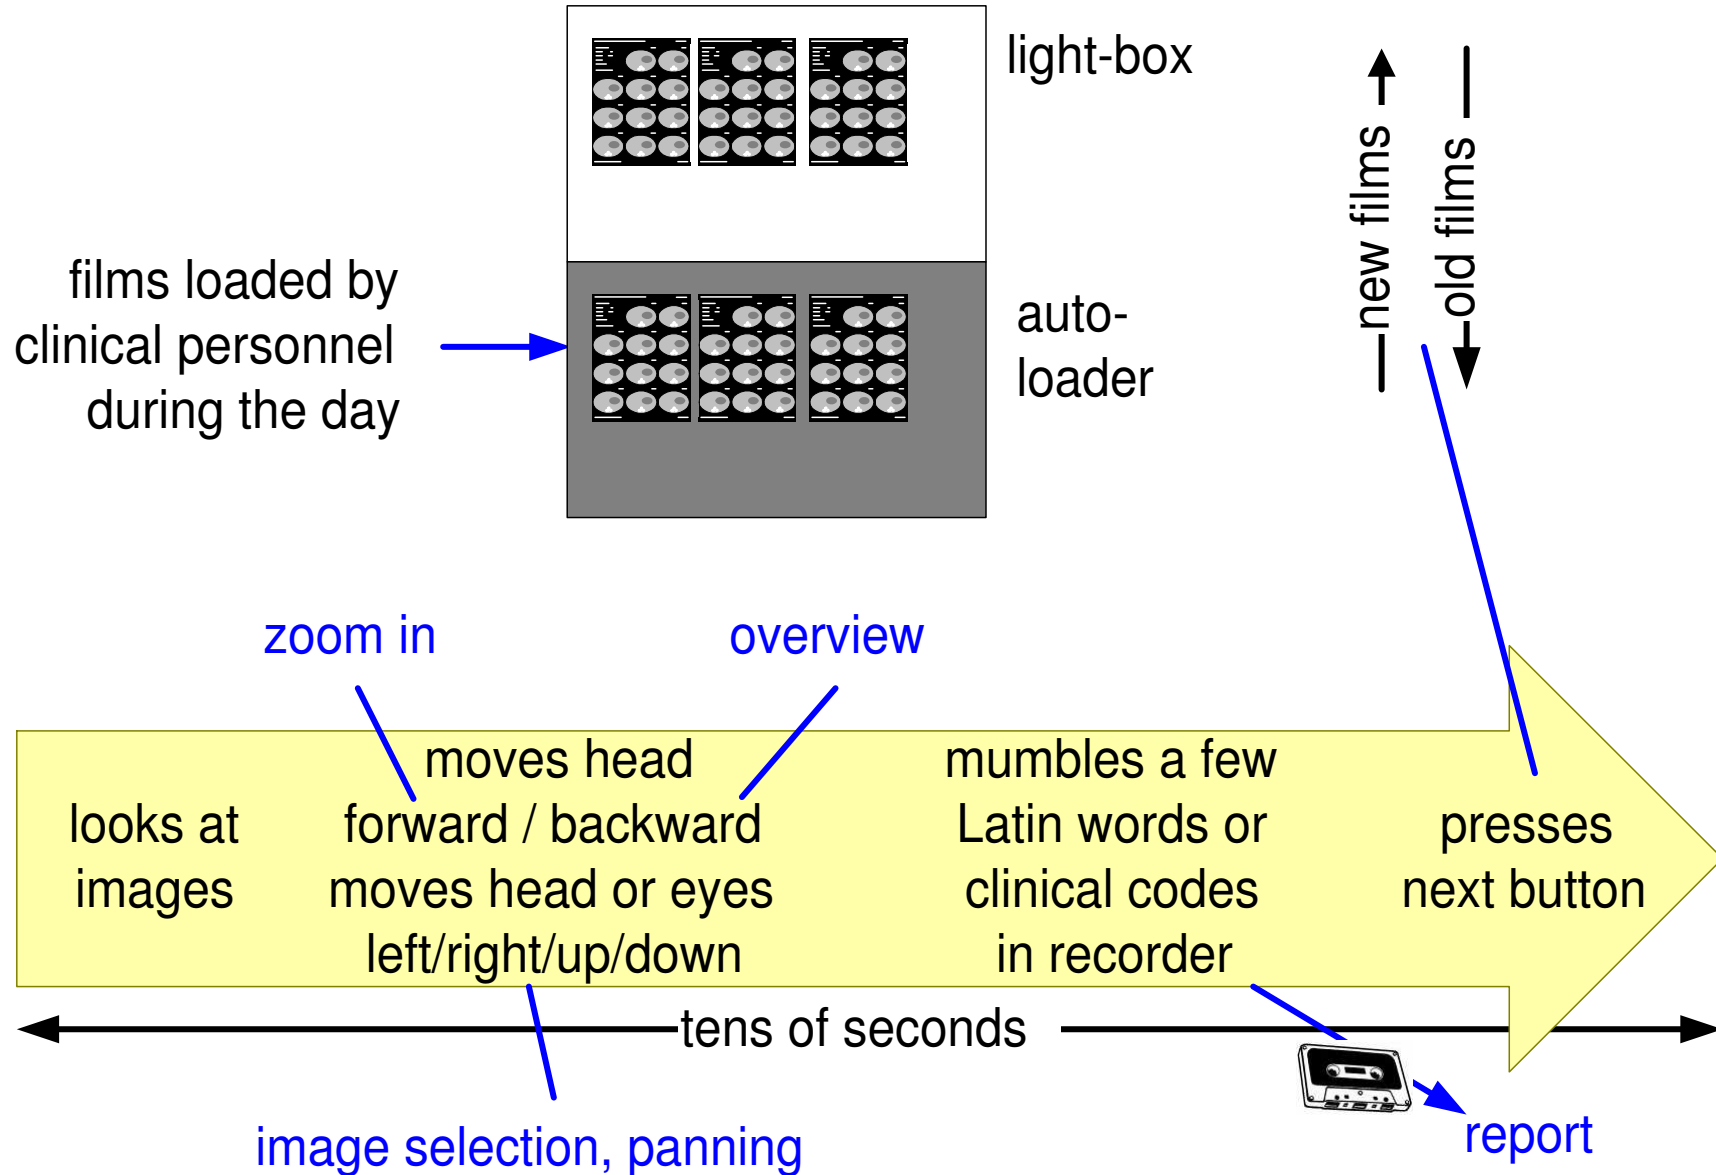 light-box
new films
old films
films loaded by
clinical personnel
during the day
auto-
loader
zoom in
overview
looks at
images
moves head
forward / backward
moves head or eyes
left/right/up/down
mumbles a few
Latin words or
clinical codes
in recorder
presses
next button
tens of seconds
image selection, panning
report